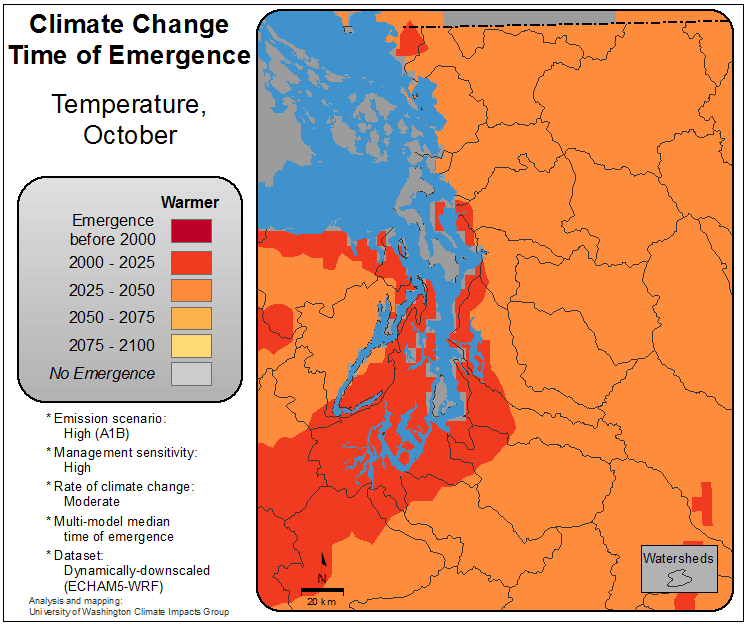 Climate Change
Time of Emergence
Temperature,
October
Warmer
Emergence
before 2000
2000 - 2025
2025 - 2050
2050 - 2075
2075 - 2100
No Emergence
* Emission scenario:
High (A1B)
* Management sensitivity:
High
* Rate of climate change:
Moderate
* Multi-model median
time of emergence
* Dataset:
Dynamically-downscaled
(ECHAM5-WRF)
Analysis and mapping:
University of Washington Climate Impacts Group
N
20 km
Watersheds